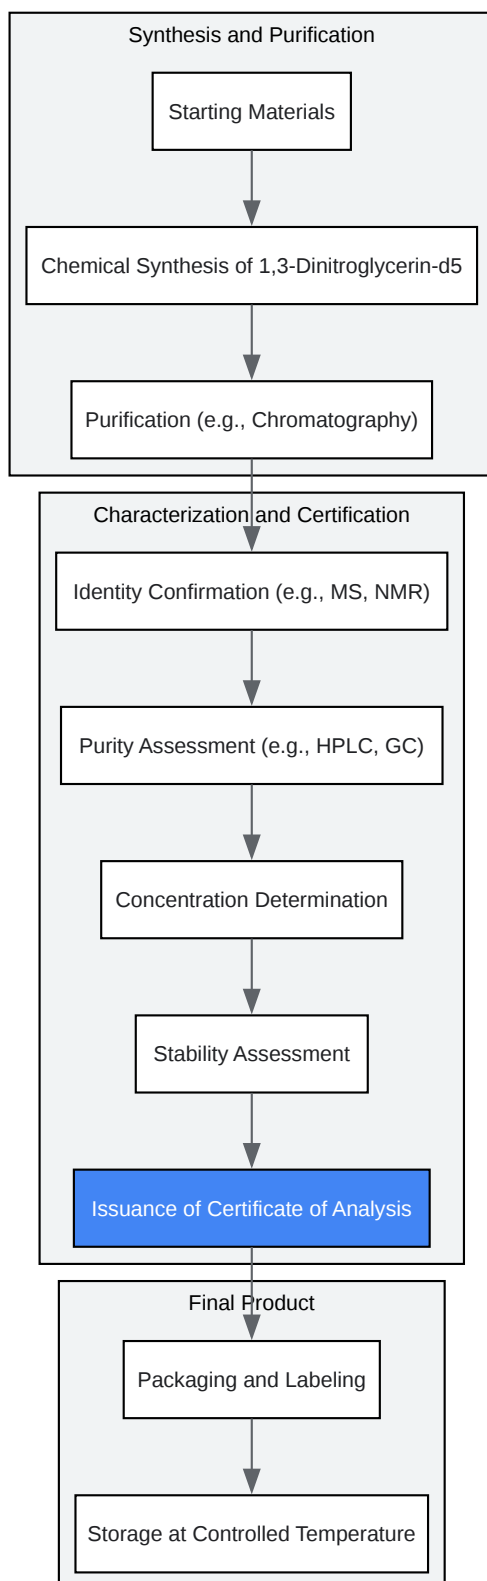 Synthesis and Purification
Starting Materials
Chemical Synthesis of 1,3-Dinitroglycerin-d5
Purification (e.g., Chromatography)
Characterization and Certification
Identity Confirmation (e.g., MS, NMR)
Purity Assessment (e.g., HPLC, GC)
Concentration Determination
Stability Assessment
Issuance of Certificate of Analysis
Final Product
Packaging and Labeling
Storage at Controlled Temperature